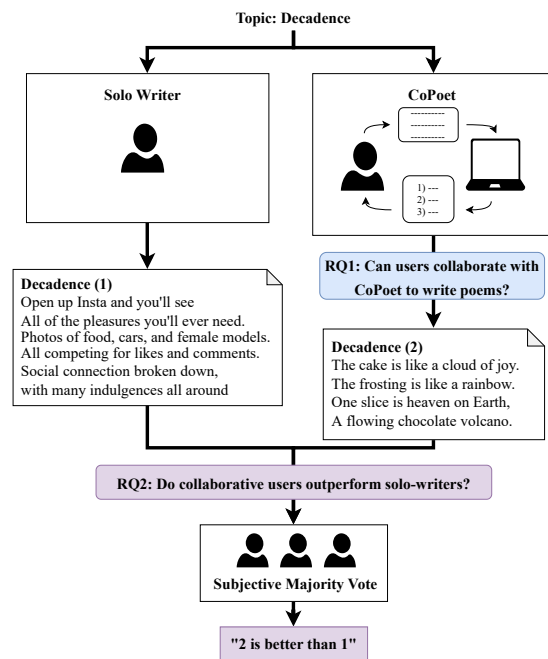 Topic: Decadence
Solo Writer
CoPoet
----------
----------
----------
1) ---
2) ---
3) ---
RQ1: Can users collaborate with
CoPoet to write poems?
Decadence (1)
Open up Insta and you'll see
All of the pleasures you'll ever need.
Photos of food, cars, and female models.
All competing for likes and comments.
Social connection broken down,
with many indulgences all around
Decadence (2)
The cake is like a cloud of joy.
The frosting is like a rainbow.
One slice is heaven on Earth,
A flowing chocolate volcano.
RQ2: Do collaborative users outperform solo-writers?
Subjective Majority Vote
"2 is better than 1"